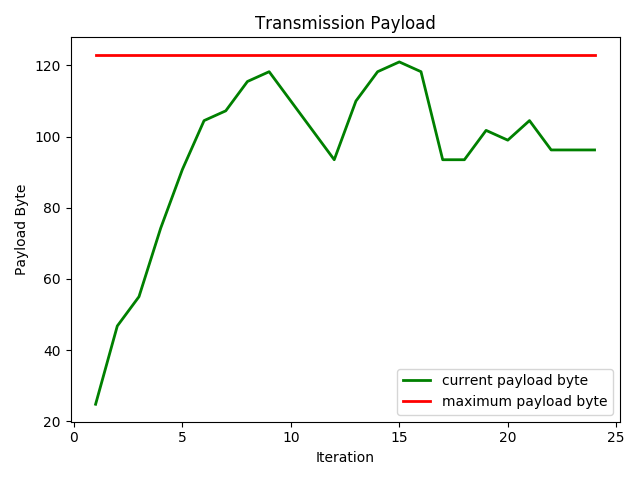 Transmission Payload
120
100
80
60
40
20
Payload Byte
0
5
10
15
20
25
Iteration
current payload byte
maximum payload byte